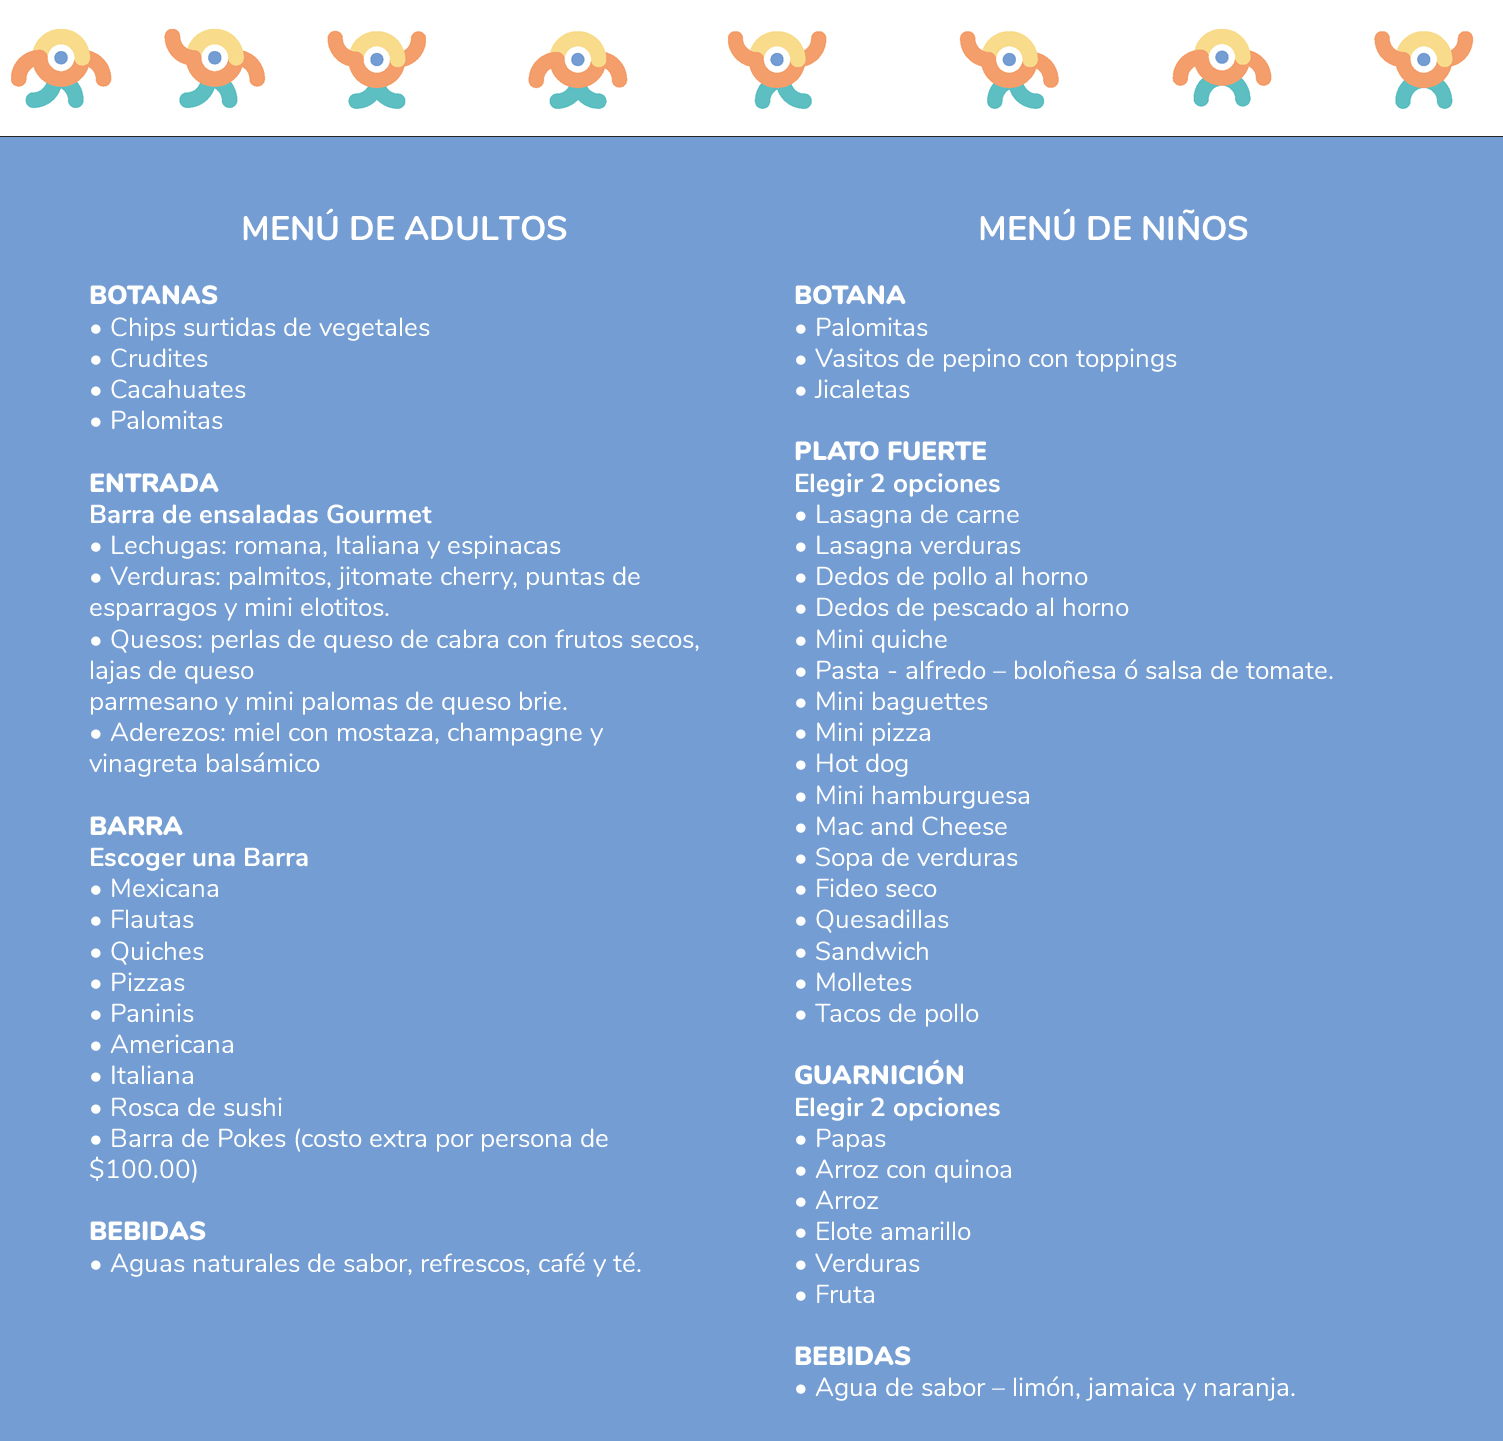 MENÚ DE ADULTOS
BOTANAS
• Chips surtidas de vegetales
• Crudites
• Cacahuates
• Palomitas
ENTRADA
Barra de ensaladas Gourmet
• Lechugas: romana, Italiana y espinacas
• Verduras: palmitos, jitomate cherry, puntas de
esparragos y mini elotitos.
• Quesos: perlas de queso de cabra con frutos secos,
lajas de queso
parmesano y mini palomas de queso brie.
• Aderezos: miel con mostaza, champagne y
vinagreta balsámico
BARRA
Escoger una Barra
• Mexicana
• Flautas
• Quiches
• Pizzas
• Paninis
• Americana
• Italiana
• Rosca de sushi
• Barra de Pokes (costo extra por persona de
$100.00)
BEBIDAS
• Aguas naturales de sabor, refrescos, café y té.
MENÚ DE NIÑOS
BOTANA
• Palomitas
• Vasitos de pepino con toppings
• Jicaletas
PLATO FUERTE
Elegir 2 opciones
• Lasagna de carne
• Lasagna verduras
• Dedos de pollo al horno
• Dedos de pescado al horno
• Mini quiche
• Pasta - alfredo – boloñesa ó salsa de tomate.
• Mini baguettes
• Mini pizza
• Hot dog
• Mini hamburguesa
• Mac and Cheese
• Sopa de verduras
• Fideo seco
• Quesadillas
• Sandwich
• Molletes
• Tacos de pollo
GUARNICIÓN
Elegir 2 opciones
• Papas
• Arroz con quinoa
• Arroz
• Elote amarillo
• Verduras
• Fruta
BEBIDAS
• Agua de sabor – limón, jamaica y naranja.